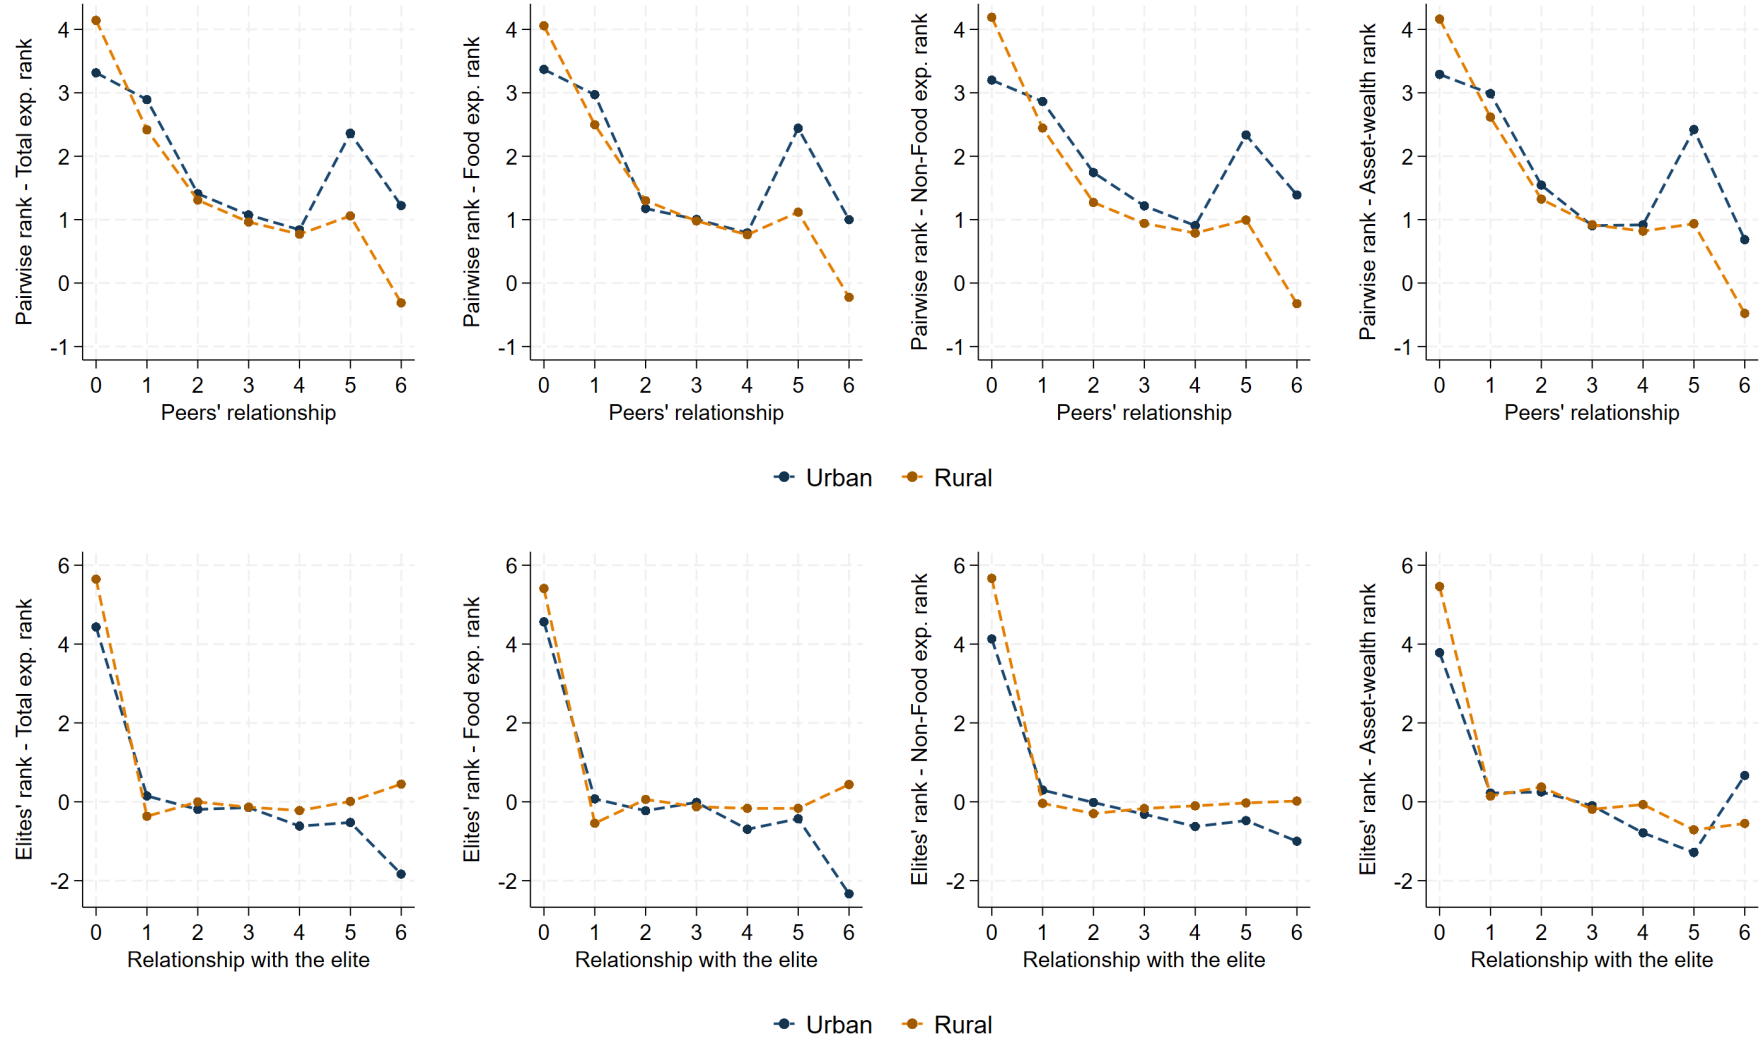 Pairwise rank - Total exp. rank
4
3
2
1
0
-1
0 1 2 3 4 5 6
Peers' relationship
Pairwise rank - Food exp. rank
4
3
2
1
0
-1
0 1 2 3 4 5 6
Peers' relationship
Pairwise rank - Non-Food exp. rank
4
3
2
1
0
-1
0 1 2 3 4 5 6
Peers' relationship
Pairwise rank - Asset-wealth rank
4
3
2
1
0
-1
0 1 2 3 4 5 6
Peers' relationship
Urban Rural
Elites' rank - Total exp. rank
6
4
2
0
-2
0 1 2 3 4 5 6
Relationship with the elite
Elites' rank - Food exp. rank
6
4
2
0
-2
0 1 2 3 4 5 6
Relationship with the elite
Elites' rank - Non-Food exp. rank
6
4
2
0
-2
0 1 2 3 4 5 6
Relationship with the elite
Elites' rank - Asset-wealth rank
6
4
2
0
-2
0 1 2 3 4 5 6
Relationship with the elite
Urban Rural